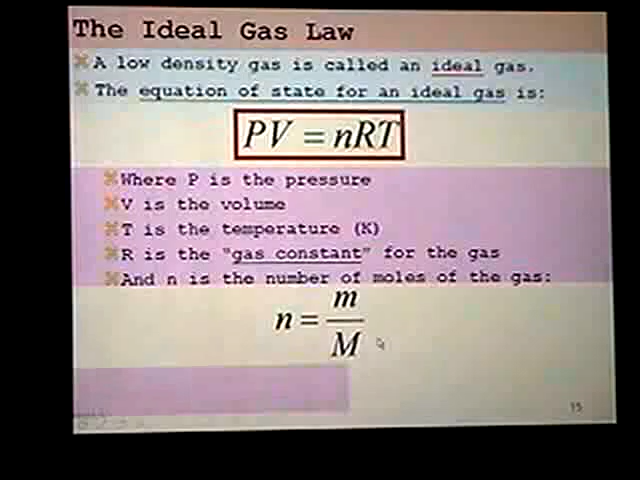 The Ideal Gas Law
A low density gas is called an ideal gas.
The equation of state for an ideal gas is:
PV = nRT
Where P is the pressure
V is the volume
T is the temperature (K)
R is the "gas constant" for the gas
And n is the number of moles of the gas:
n = m/M
15